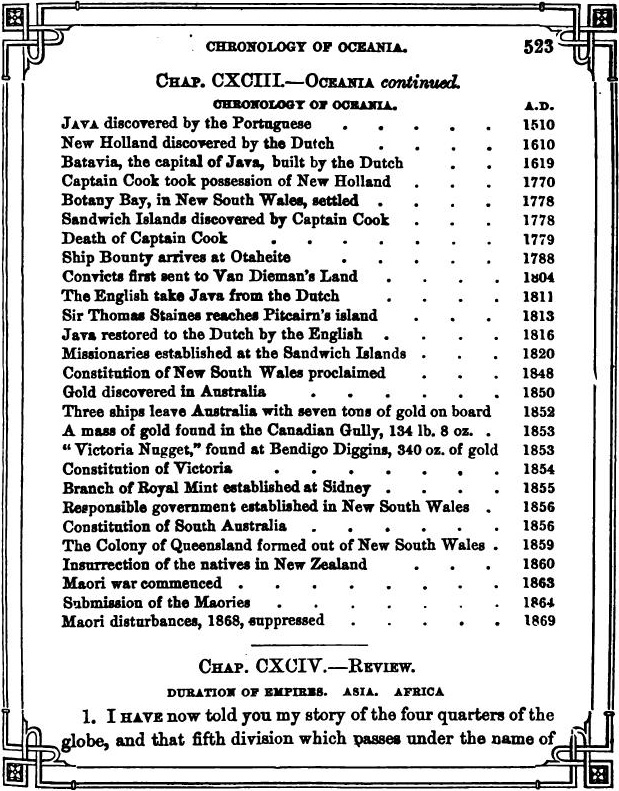 CHRONOLOGY OF OCEANIA. 523
CHAP. CXCIII.—OCEANIA continued.
CHRONOLOGY OF OCEANIA. A.D.
JAVA discovered by the Portuguese . . . . . 1510
New Holland discovered by the Dutch . . . . 1610
Batavia, the capital of Java, built by the Dutch . . 1619
Captain Cook took possession of New Holland . . . 1770
Botany Bay, in New South Wales, settled . . . . 1778
Sandwich Islands discovered by Captain Cook . . . 1778
Death of Captain Cook . . . . . . . 1779
Ship Bounty arrives at Otaheite . . . . . 1788
Convicts first sent to Van Dieman's Land . . . . 1804
The English take Java from the Dutch . . . . 1811
Sir Thomas Staines reaches Pitcairn's island . . . 1813
Java restored to the Dutch by the English . . . . 1816
Missionaries established at the Sandwich Islands . . . 1820
Constitution of New South Wales proclaimed . . . 1848
Gold discovered in Australia . . . . . . 1850
Three ships leave Australia with seven tons of gold on board 1852
A mass of gold found in the Canadian Gully, 134 lb. 8 oz. . 1853
“Victoria Nugget,” found at Bendigo Diggins, 340 oz. of gold 1853
Constitution of Victoria . . . . . . . 1854
Branch of Royal Mint established at Sidney . . . . 1855
Responsible government established in New South Wales . 1856
Constitution of South Australia . . . . . . 1856
The Colony of Queensland formed out of New South Wales . 1859
Insurrection of the natives in New Zealand . . . 1860
Maori war commenced . . . . . . . . 1863
Submission of the Maories . . . . . . . 1864
Maori disturbances, 1868, suppressed . . . . . 1869
CHAP. CXCIV.—REVIEW.
DURATION OF EMPIRES. ASIA. AFRICA
1. I HAVE now told you my story of the four quarters of the
globe, and that fifth division which passes under the name of